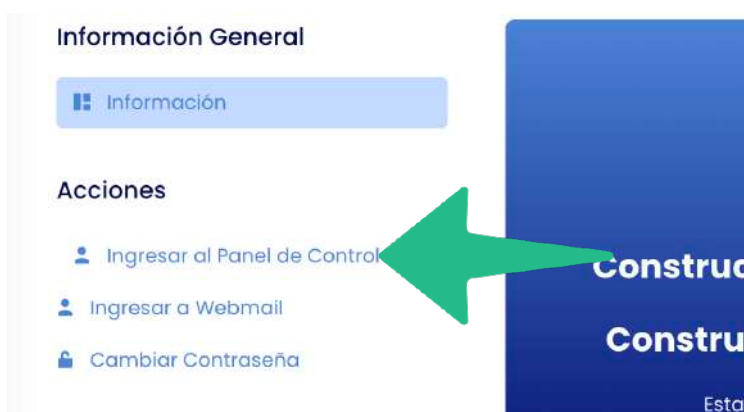 Información General
Información
Acciones
Ingresar al Panel de Control
Ingresar a Webmail
Cambiar Contraseña